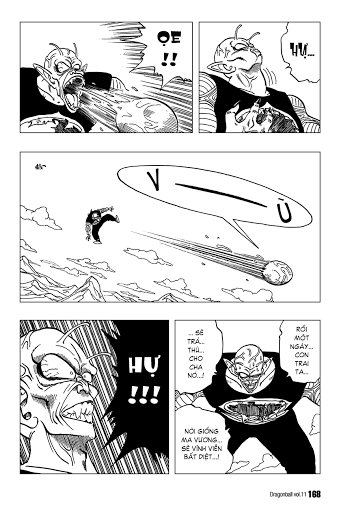 ỌE
!!
HỰ...
V
Ũ
HỰ
!!!
RỒI
MỘT
NGÀY...
CON
TRAI
TA...
... SẼ
TRẢ...
THÙ...
CHO
CHA
NÓ...!
NÒI GIỐNG
MA VƯƠNG...
SẼ VĨNH VIỄN
BẤT DIỆT...!
Dragonball vol.11 168